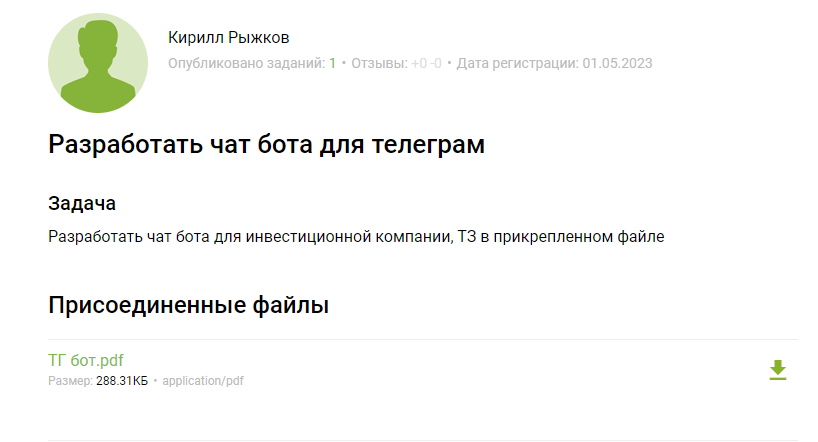 Кирилл Рыжков
Опубликовано заданий: 1 • Отзывы: +0 -0 • Дата регистрации: 01.05.2023
Разработать чат бота для телеграм
Задача
Разработать чат бота для инвестиционной компании, ТЗ в прикрепленном файле
Присоединенные файлы
ТГ бот.pdf
Размер: 288.31КБ • application/pdf